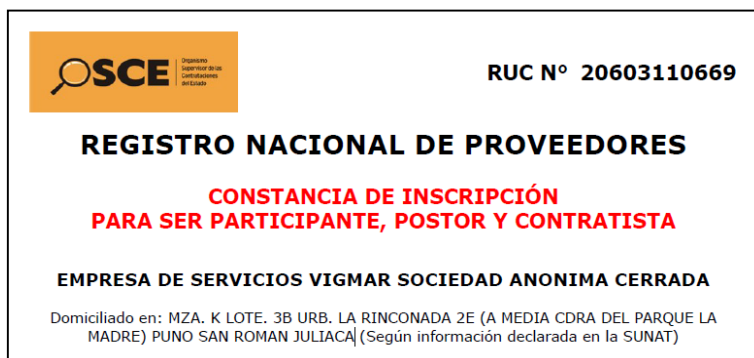 OSCE
Organismo
Supervisor de las
Contrataciones
del Estado
RUC Nº 20603110669
REGISTRO NACIONAL DE PROVEEDORES
CONSTANCIA DE INSCRIPCIÓN
PARA SER PARTICIPANTE, POSTOR Y CONTRATISTA
EMPRESA DE SERVICIOS VIGMAR SOCIEDAD ANONIMA CERRADA
Domiciliado en: MZA. K LOTE. 3B URB. LA RINCONADA 2E (A MEDIA CDRA DEL PARQUE LA
MADRE) PUNO SAN ROMAN JULIACA (Según información declarada en la SUNAT)